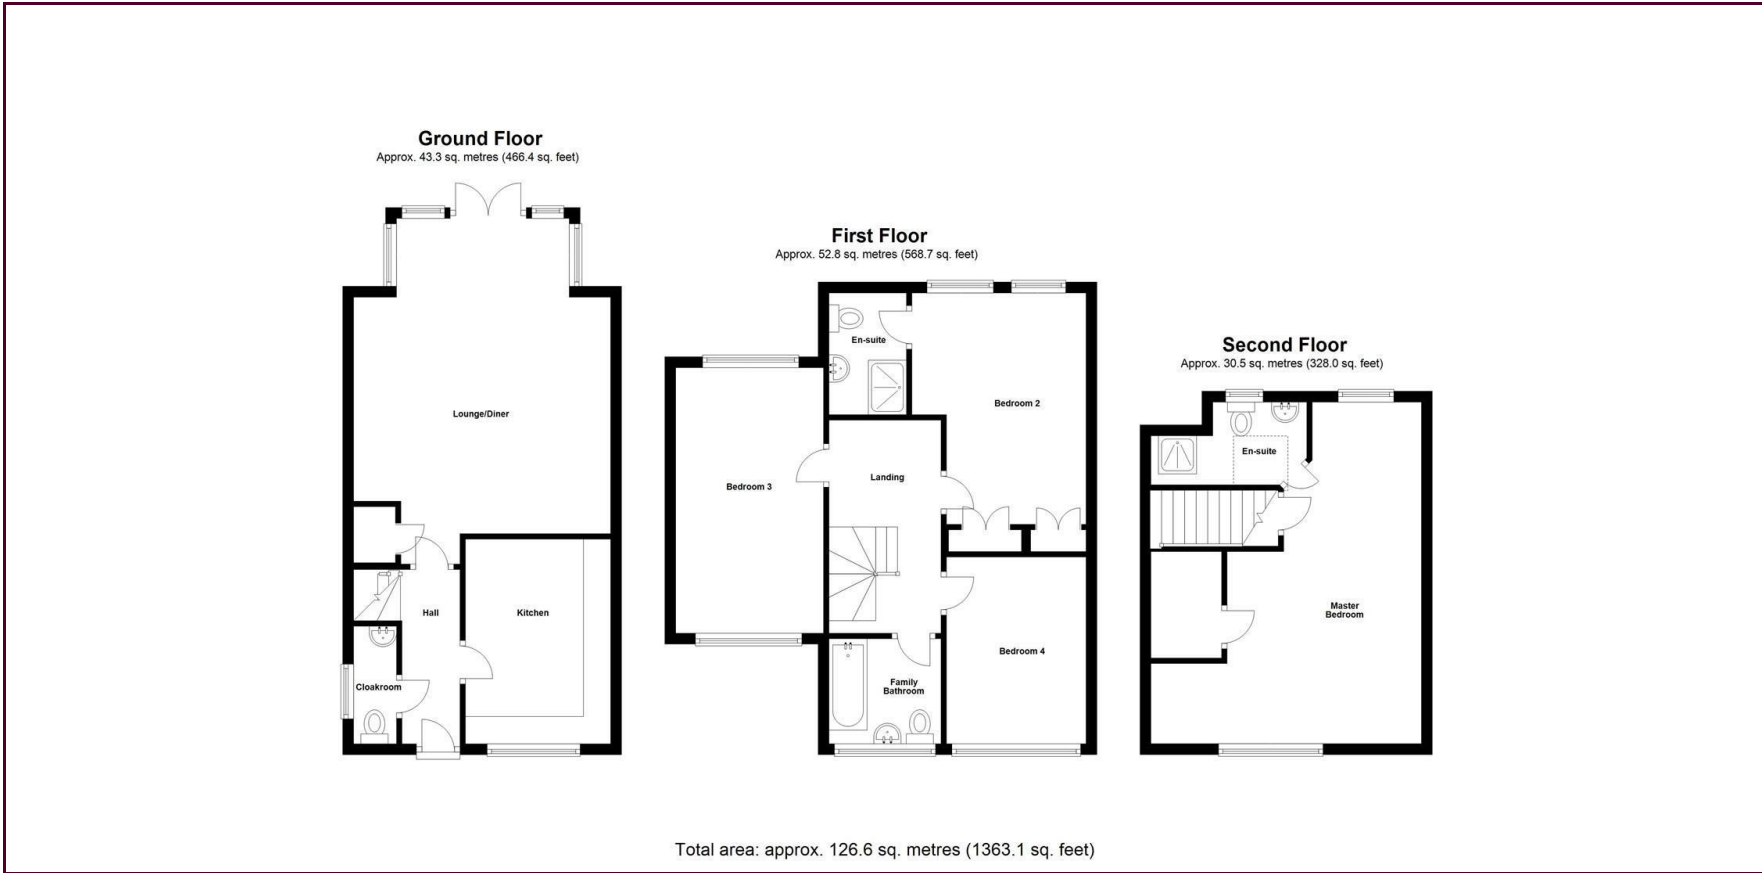 Ground Floor
Approx. 43.3 sq. metres (466.4 sq. feet)
Lounge/Diner
Hall
Kitchen
Cloakroom
First Floor
Approx. 52.8 sq. metres (568.7 sq. feet)
En-suite
Bedroom 2
Landing
Bedroom 3
Bedroom 4
Family
Bathroom
Second Floor
Approx. 30.5 sq. metres (328.0 sq. feet)
En-suite
Master
Bedroom
Total area: approx. 126.6 sq. metres (1363.1 sq. feet)